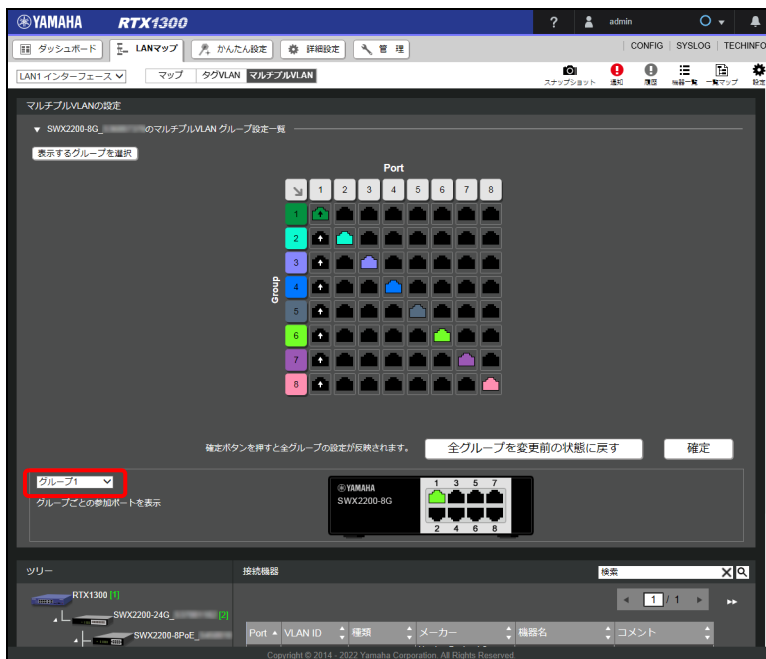 YAMAHA RTX1300 ? admin
ダッシュボード LANマップ かんたん設定 詳細設定 管 理 CONFIG SYSLOG TECHINFO
LAN1 インターフェース マップ タグVLAN マルチプルVLAN スナップショット 通知 履歴 機器一覧 一覧マップ 設定
マルチプルVLANの設定
▼ SWX2200-8G_ のマルチプルVLAN グループ設定一覧
表示するグループを選択
Port
1 2 3 4 5 6 7 8
Group
1
2
3
4
5
6
7
8
確定ボタンを押すと全グループの設定が反映されます。 全グループを変更前の状態に戻す 確定
グループ1
グループごとの参加ポートを表示
YAMAHA
SWX2200-8G
1 3 5 7
2 4 6 8
ツリー 接続機器 検索
RTX1300 [1] 1 / 1
SWX2200-24G_ [2]
SWX2200-8PoE_
Port VLAN ID 種類 メーカー 機器名 コメント
Copyright © 2014 - 2022 Yamaha Corporation. All Rights Reserved.